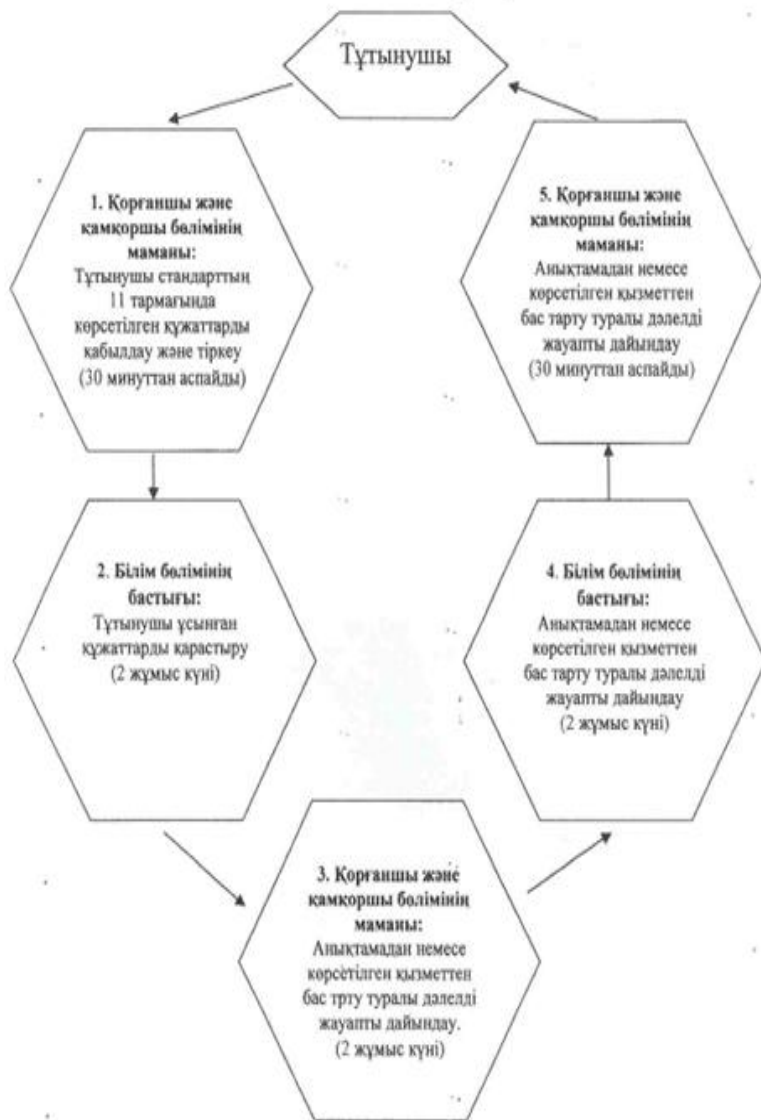 Тұтынушы
1. Қорғаншы және
қамқоршы бөлімінің
маманы:
Тұтынушы стандарттың
11 тармағында
көрсетілген құжаттарды
қабылдау және тіркеу
(30 минуттан аспайды)
2. Білім бөлімінің
бастығы:
Тұтынушы ұсынған
құжаттарды қарастыру
(2 жұмыс күні)
3. Қорғаншы және
қамқоршы бөлімінің
маманы:
Анықтамадан немесе
көрсетілген қызметтен
бас трту туралы дәлелді
жауапты дайындау.
(2 жұмыс күні)
4. Білім бөлімінің
бастығы:
Анықтамадан немесе
көрсетілген қызметтен
бас тарту туралы дәлелді
жауапты дайындау
(2 жұмыс күні)
5. Қорғаншы және
қамқоршы бөлімінің
маманы:
Анықтамадан немесе
көрсетілген қызметтен
бас тарту туралы дәлелді
жауапты дайындау
(30 минуттан аспайды)